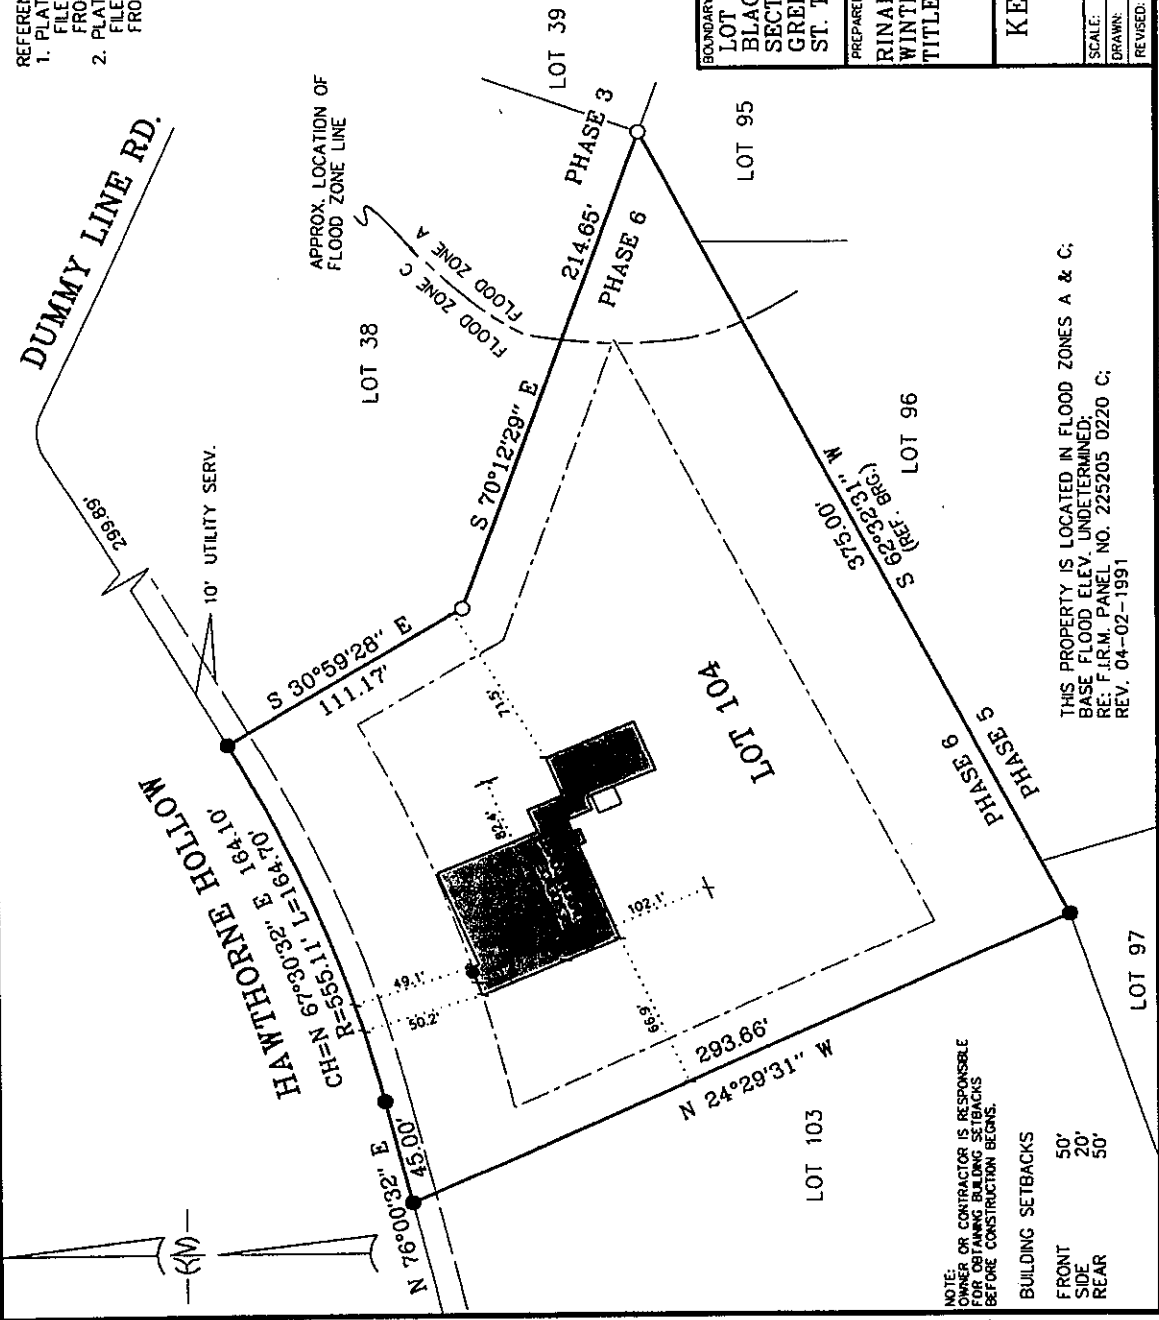 REFEREN
1. PLAT
FILE
FRO
2. PLAT
FILE
FRO
DUMMY LINE RD.
299.89'
10' UTILITY SERV.
APPROX. LOCATION OF
FLOOD ZONE LINE
FLOOD ZONE A
FLOOD ZONE C
LOT 39
LOT 38
PHASE 3
PHASE 6
214.65'
S 70°12'29" E
S 30°59'28" E
111.17'
HAWTHORNE HOLLOW
CH=N 67°30'32" E 164.10'
R=555.11' L=164.70'
N 76°00'32" E
45.00'
49.1'
50.2'
82.4'
71.5'
102.1'
66.9'
LOT 104
293.66'
N 24°29'31" W
375.00'
S 62°32'31" W
(REF. BRG.)
LOT 95
LOT 96
PHASE 6
PHASE 5
LOT 103
LOT 97
NOTE:
OWNER OR CONTRACTOR IS RESPONSIBLE
FOR OBTAINING BUILDING SETBACKS
BEFORE CONSTRUCTION BEGINS.
BUILDING SETBACKS
FRONT 50'
SIDE 20'
REAR 50'
THIS PROPERTY IS LOCATED IN FLOOD ZONES A & C;
BASE FLOOD ELEV. UNDETERMINED;
RE: F.I.R.M. PANEL NO. 225205 0220 C;
REV. 04-02-1991
BOUNDARY
LOT
BLAC
SECT
GREE
ST. T
PREPARE
RINAL
WINTE
TITLE
KE
SCALE:
DRAWN:
REVISED: